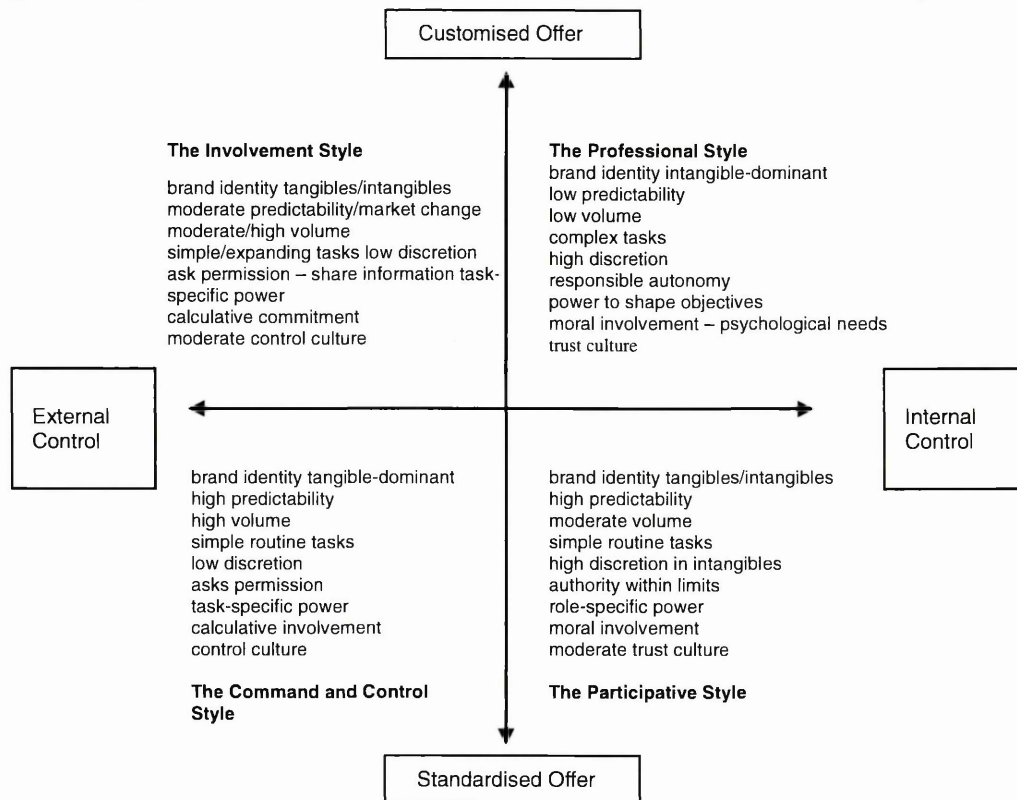 Customised Offer
The Involvement Style
brand identity tangibles/intangibles
moderate predictability/market change
moderate/high volume
simple/expanding tasks low discretion
ask permission – share information task-
specific power
calculative commitment
moderate control culture
The Professional Style
brand identity intangible-dominant
low predictability
low volume
complex tasks
high discretion
responsible autonomy
power to shape objectives
moral involvement – psychological needs
trust culture
External
Control
Internal
Control
brand identity tangible-dominant
high predictability
high volume
simple routine tasks
low discretion
asks permission
task-specific power
calculative involvement
control culture
The Command and Control
Style
brand identity tangibles/intangibles
high predictability
moderate volume
simple routine tasks
high discretion in intangibles
authority within limits
role-specific power
moral involvement
moderate trust culture
The Participative Style
Standardised Offer